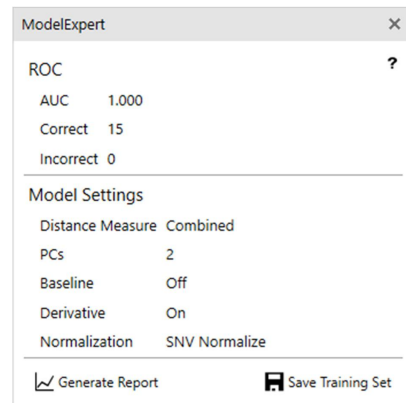 ModelExpert ×
ROC ?
AUC 1.000
Correct 15
Incorrect 0
Model Settings
Distance Measure Combined
PCs 2
Baseline Off
Derivative On
Normalization SNV Normalize
Generate Report Save Training Set